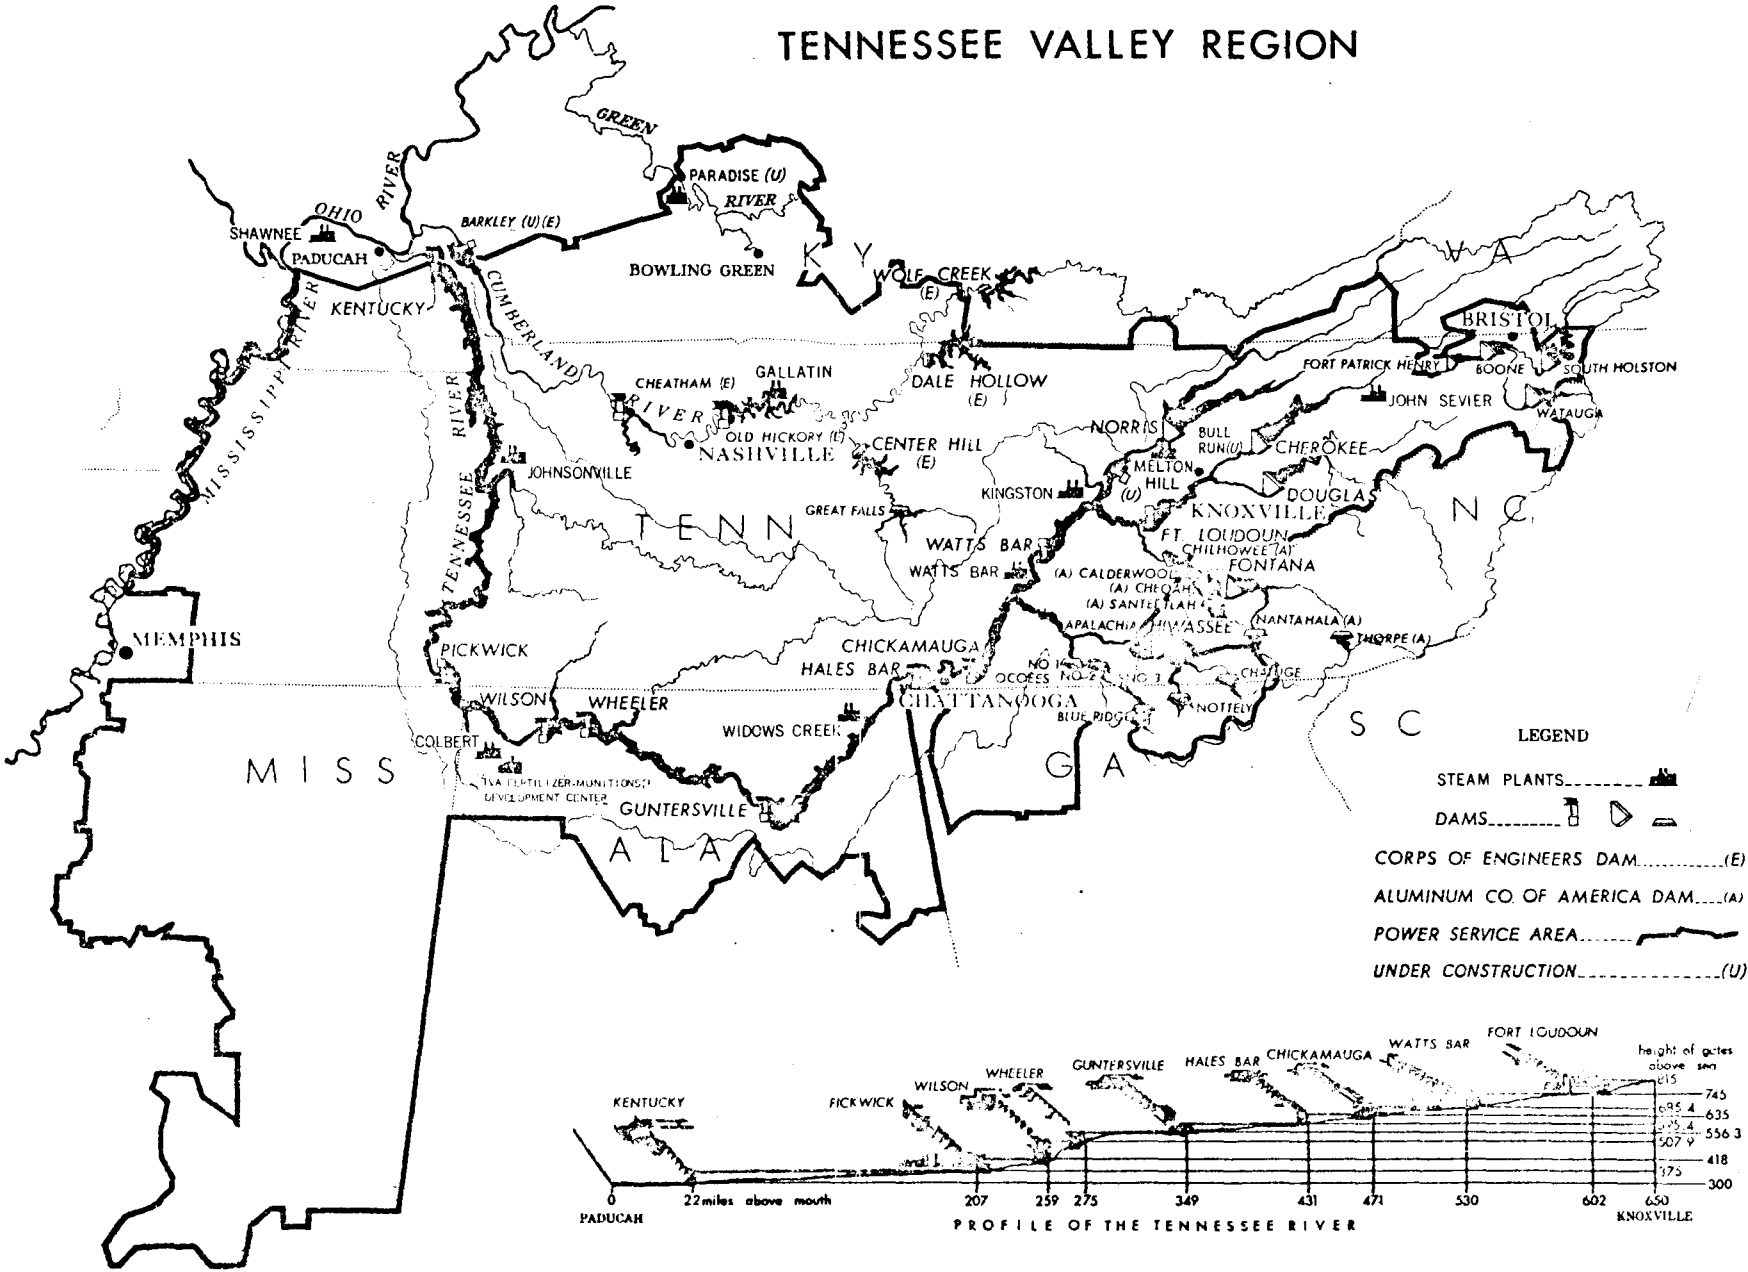 TENNESSEE VALLEY REGION
GREEN
RIVER
PARADISE (U)
RIVER
OHIO
BARKLEY (U)(E)
SHAWNEE
PADUCAH
BOWLING GREEN
K Y
WOLF CREEK
(E)
V A
KENTUCKY
CUMBERLAND
MISSISSIPPI RIVER
BRISTOL
FORT PATRICK HENRY
BOONE
SOUTH HOLSTON
GALLATIN
CHEATHAM (E)
RIVER
DALE HOLLOW
(E)
JOHN SEVIER
WATAUGA
OLD HICKORY (E)
NASHVILLE
CENTER HILL
(E)
NORRIS
BULL
RUN(U)
CHEROKEE
TENNESSEE RIVER
JOHNSONVILLE
MELTON
HILL
(U)
KINGSTON
DOUGLAS
GREAT FALLS
KNOXVILLE
N C
TENN
WATTS BAR
FT. LOUDOUN
CHILHOWEE (A)
FONTANA
WATTS BAR
(A) CALDERWOOD
(A) CHEOAH
(A) SANTEETLAH
MEMPHIS
APALACHIA
HIWASSEE
NANTAHALA (A)
THORPE (A)
PICKWICK
CHICKAMAUGA
HALES BAR
NO 1
OCOEES NO 2
NO. 3
CHATUGE
WILSON
WHEELER
CHATTANOOGA
BLUE RIDGE
NOTTELY
COLBERT
WIDOWS CREEK
S C
MISS
G A
TVA FERTILIZER-MUNITIONS
DEVELOPMENT CENTER
GUNTERSVILLE
A L A
LEGEND
STEAM PLANTS
DAMS
CORPS OF ENGINEERS DAM (E)
ALUMINUM CO. OF AMERICA DAM (A)
POWER SERVICE AREA
UNDER CONSTRUCTION (U)
KENTUCKY
PICKWICK
WILSON
WHEELER
GUNTERSVILLE
HALES BAR
CHICKAMAUGA
WATTS BAR
FORT LOUDOUN
height of gates
above sea
815
745
635
556.3
507.9
418
375
300
0
22 miles above mouth
207
259
275
349
431
471
530
602
650
PADUCAH
KNOXVILLE
PROFILE OF THE TENNESSEE RIVER